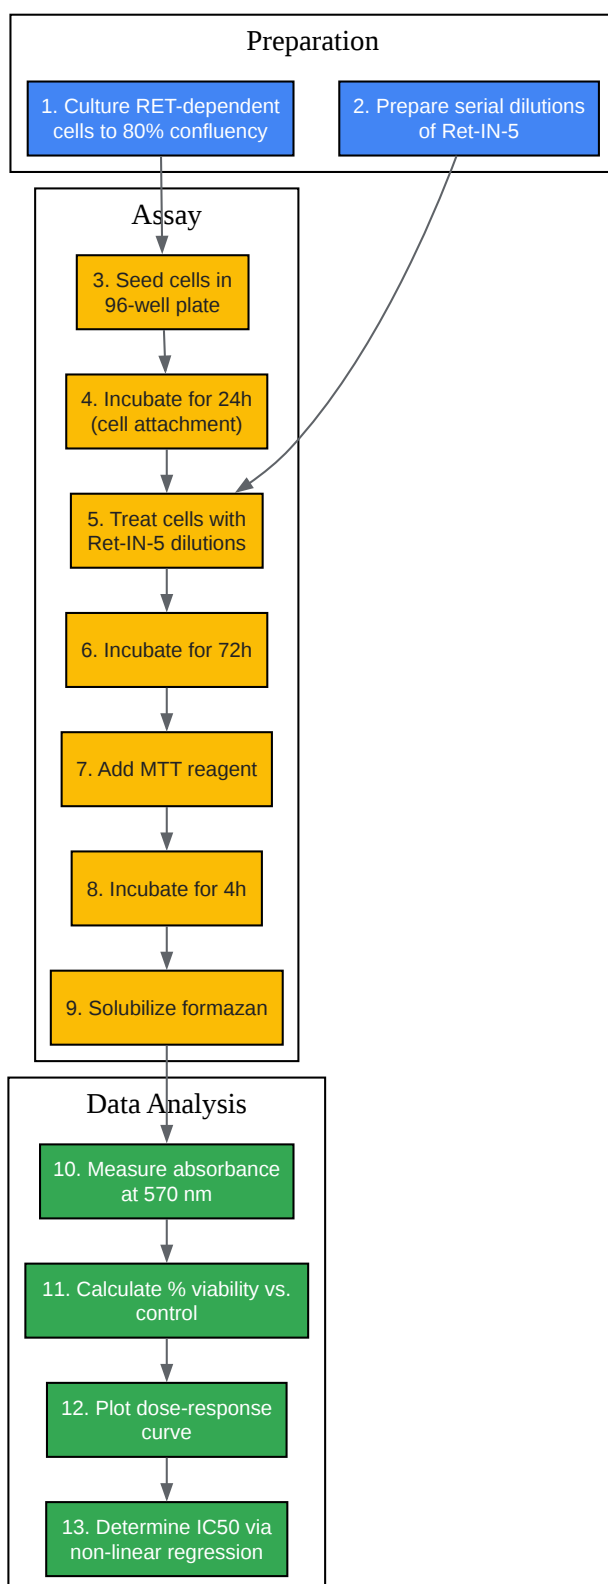 Preparation
1. Culture RET-dependent
cells to 80% confluency
2. Prepare serial dilutions
of Ret-IN-5
Assay
3. Seed cells in
96-well plate
4. Incubate for 24h
(cell attachment)
5. Treat cells with
Ret-IN-5 dilutions
6. Incubate for 72h
7. Add MTT reagent
8. Incubate for 4h
9. Solubilize formazan
Data Analysis
10. Measure absorbance
at 570 nm
11. Calculate % viability vs.
control
12. Plot dose-response
curve
13. Determine IC50 via
non-linear regression